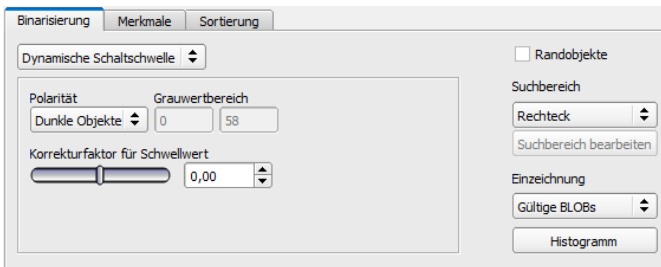 Binarisierung Merkmale Sortierung
Dynamische Schaltschwelle
Randobjekte
Suchbereich
Polarität Grauwertbereich
Dunkle Objekte 0 58
Rechteck
Suchbereich bearbeiten
Korrekturfaktor für Schwellwert
0,00
Einzeichnung
Gültige BLOBs
Histogramm